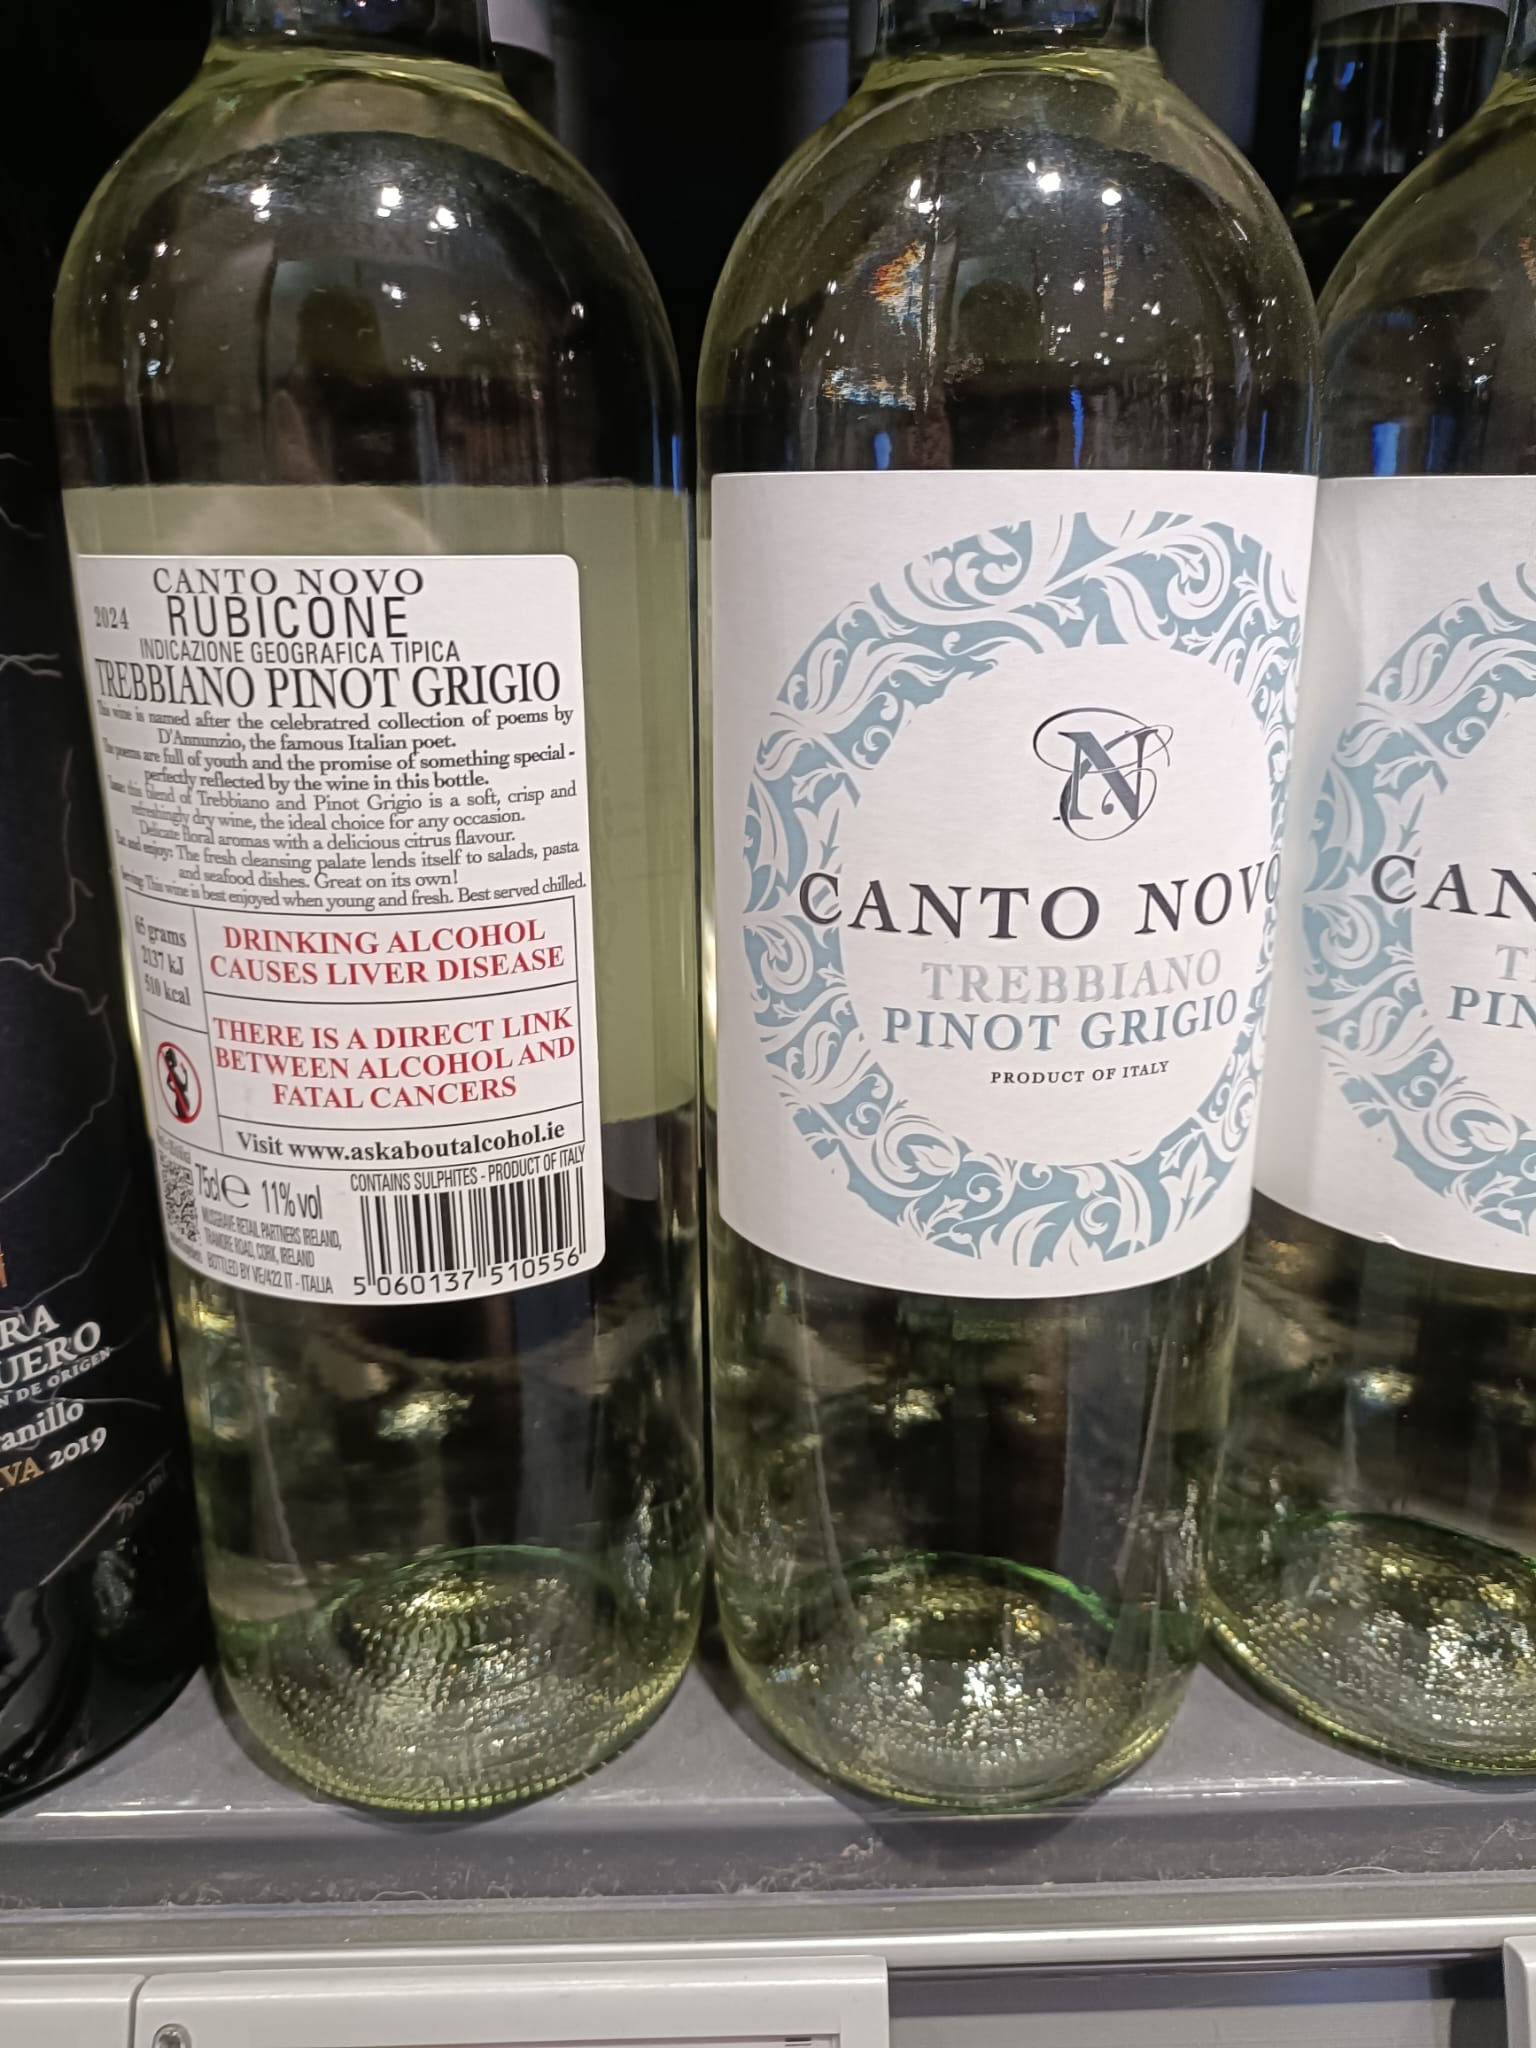 CANTO NOVO
2024 RUBICONE
INDICAZIONE GEOGRAFICA TIPICA
TREBBIANO PINOT GRIGIO
This wine is named after the celebratred collection of poems by
D'Annunzio, the famous Italian poet.
The poems are full of youth and the promise of something special -
perfectly reflected by the wine in this bottle.
this blend of Trebbiano and Pinot Grigio is a soft, crisp and
refreshingly dry wine, the ideal choice for any occasion.
Delicate floral aromas with a delicious citrus flavour.
and enjoy: The fresh cleansing palate lends itself to salads, pasta
and seafood dishes. Great on its own!
This wine is best enjoyed when young and fresh. Best served chilled.
65 grams
2137 kJ
510 kcal
DRINKING ALCOHOL
CAUSES LIVER DISEASE
THERE IS A DIRECT LINK
BETWEEN ALCOHOL AND
FATAL CANCERS
Visit www.askaboutalcohol.ie
75cl e 11% vol
CONTAINS SULPHITES - PRODUCT OF ITALY
MUSGRAVE RETAIL PARTNERS IRELAND,
TRAMORE ROAD, CORK, IRELAND
BOTTLED BY VE/422 IT - ITALIA
5 060137 510556
CN
CANTO NOVO
TREBBIANO
PINOT GRIGIO
PRODUCT OF ITALY
CAN
T
PIN
RA
UERO
N DE ORIGEN
anillo
VA 2019
750 ml